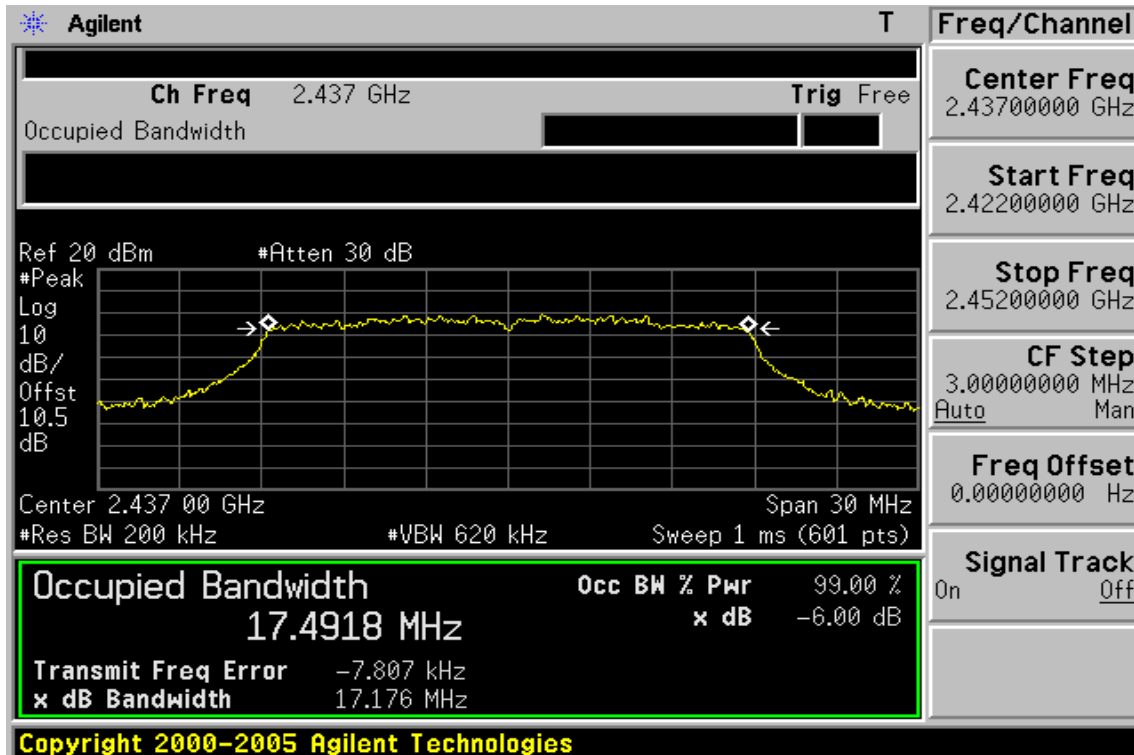 Agilent T
Freq/Channel
Ch Freq 2.437 GHz Trig Free
Occupied Bandwidth
Center Freq
2.43700000 GHz
Start Freq
2.42200000 GHz
Stop Freq
2.45200000 GHz
CF Step
3.00000000 MHz
Auto Man
Freq Offset
0.00000000 Hz
Signal Track
On Off
Ref 20 dBm #Atten 30 dB
#Peak
Log
10
dB/
Offst
10.5
dB
Center 2.437 00 GHz Span 30 MHz
#Res BW 200 kHz #VBW 620 kHz Sweep 1 ms (601 pts)
Occupied Bandwidth Occ BW % Pwr 99.00 %
17.4918 MHz x dB -6.00 dB
Transmit Freq Error -7.807 kHz
x dB Bandwidth 17.176 MHz
Copyright 2000-2005 Agilent Technologies